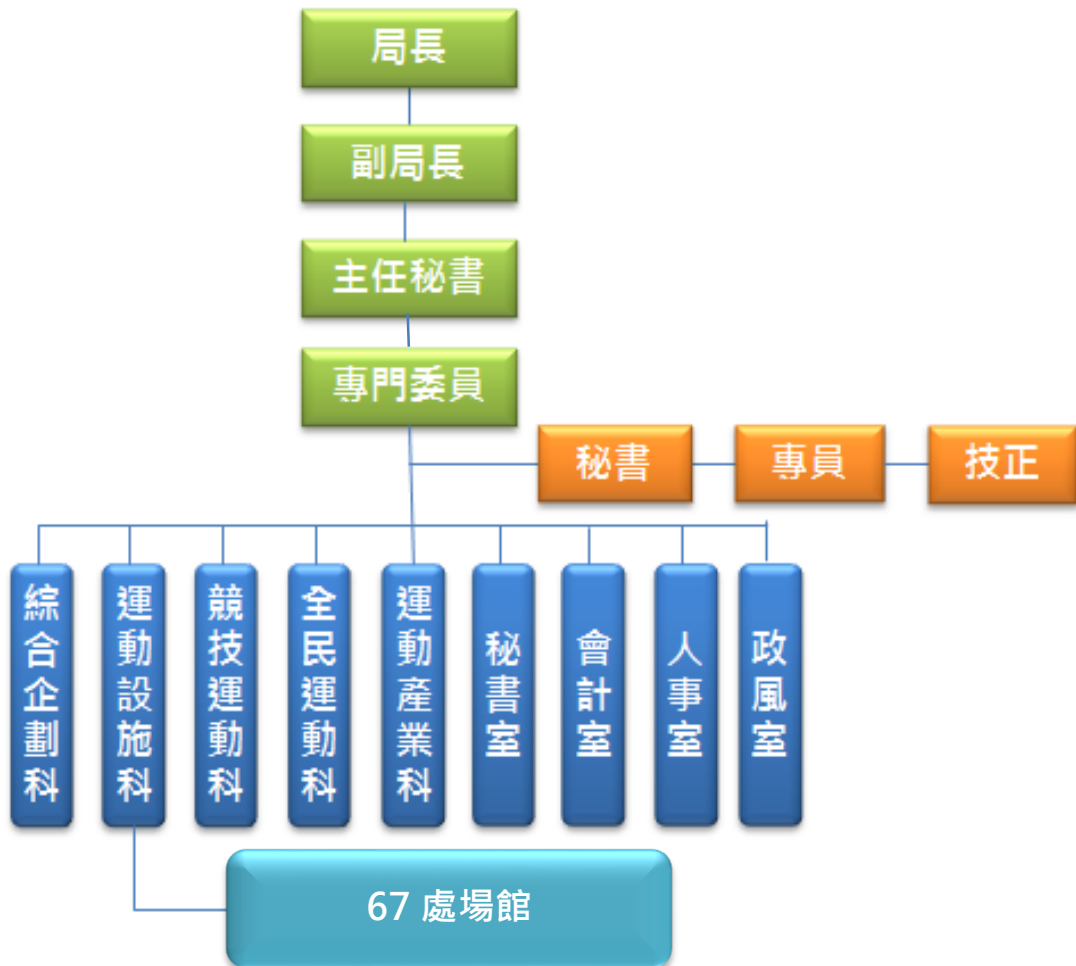 局長
副局長
主任秘書
專門委員
秘書
專員
技正
綜合企劃科
運動設施科
競技運動科
全民運動科
運動產業科
秘書室
會計室
人事室
政風室
67 處場館